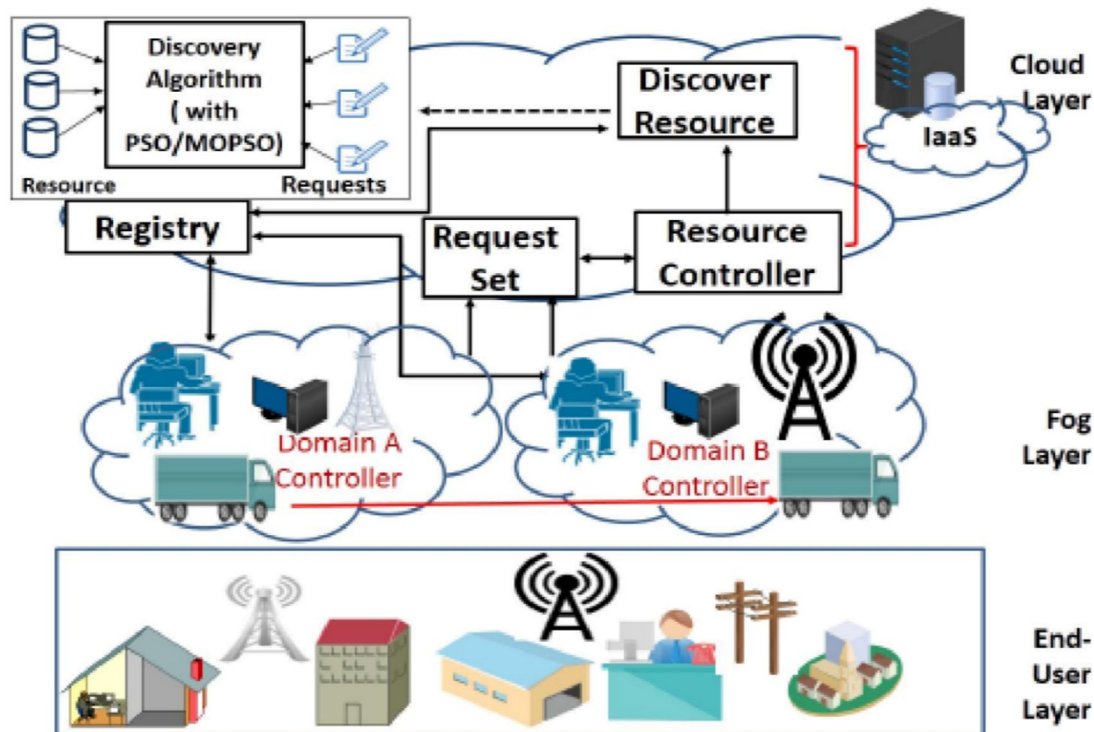 Discovery
Algorithm
( with
PSO/MOPSO)
Resource
Requests
Discover
Resource
Cloud
Layer
IaaS
Registry
Request
Set
Resource
Controller
Domain A
Controller
Domain B
Controller
Fog
Layer
End-
User
Layer